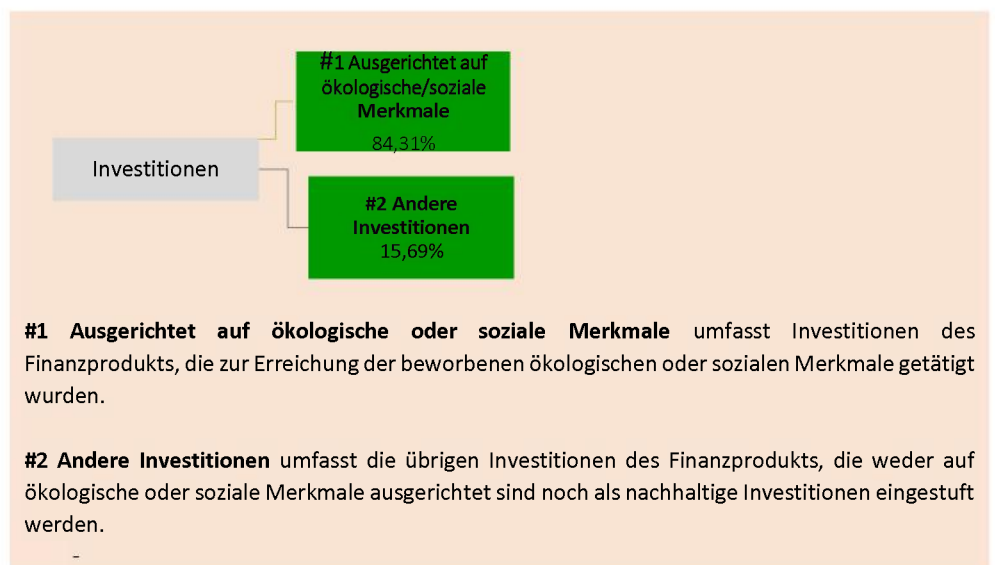 #1 Ausgerichtet auf
ökologische/soziale
Merkmale
84,31%
Investitionen
#2 Andere
Investitionen
15,69%
#1 Ausgerichtet auf ökologische oder soziale Merkmale umfasst Investitionen des
Finanzprodukts, die zur Erreichung der beworbenen ökologischen oder sozialen Merkmale getätigt
wurden.
#2 Andere Investitionen umfasst die übrigen Investitionen des Finanzprodukts, die weder auf
ökologische oder soziale Merkmale ausgerichtet sind noch als nachhaltige Investitionen eingestuft
werden.
-